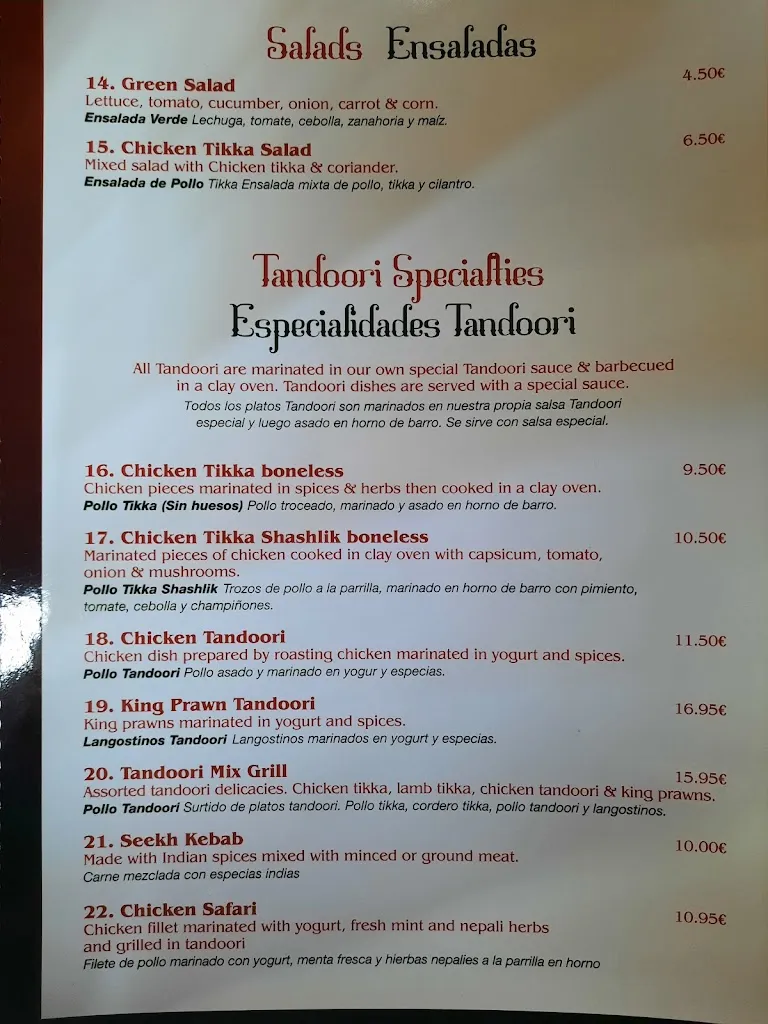 Salads Ensaladas
14. Green Salad 4.50€
Lettuce, tomato, cucumber, onion, carrot & corn.
Ensalada Verde Lechuga, tomate, cebolla, zanahoria y maíz.
15. Chicken Tikka Salad 6.50€
Mixed salad with Chicken tikka & coriander.
Ensalada de Pollo Tikka Ensalada mixta de pollo, tikka y cilantro.
Tandoori Specialties
Especialidades Tandoori
All Tandoori are marinated in our own special Tandoori sauce & barbecued
in a clay oven. Tandoori dishes are served with a special sauce.
Todos los platos Tandoori son marinados en nuestra propia salsa Tandoori
especial y luego asado en horno de barro. Se sirve con salsa especial.
16. Chicken Tikka boneless 9.50€
Chicken pieces marinated in spices & herbs then cooked in a clay oven.
Pollo Tikka (Sin huesos) Pollo troceado, marinado y asado en horno de barro.
17. Chicken Tikka Shashlik boneless 10.50€
Marinated pieces of chicken cooked in clay oven with capsicum, tomato,
onion & mushrooms.
Pollo Tikka Shashlik Trozos de pollo a la parrilla, marinado en horno de barro con pimiento,
tomate, cebolla y champiñones.
18. Chicken Tandoori 11.50€
Chicken dish prepared by roasting chicken marinated in yogurt and spices.
Pollo Tandoori Pollo asado y marinado en yogur y especias.
19. King Prawn Tandoori 16.95€
King prawns marinated in yogurt and spices.
Langostinos Tandoori Langostinos marinados en yogurt y especias.
20. Tandoori Mix Grill 15.95€
Assorted tandoori delicacies. Chicken tikka, lamb tikka, chicken tandoori & king prawns.
Pollo Tandoori Surtido de platos tandoori. Pollo tikka, cordero tikka, pollo tandoori y langostinos.
21. Seekh Kebab 10.00€
Made with Indian spices mixed with minced or ground meat.
Carne mezclada con especias indias
22. Chicken Safari 10.95€
Chicken fillet marinated with yogurt, fresh mint and nepali herbs
and grilled in tandoori
Filete de pollo marinado con yogurt, menta fresca y hierbas nepalies a la parrilla en horno